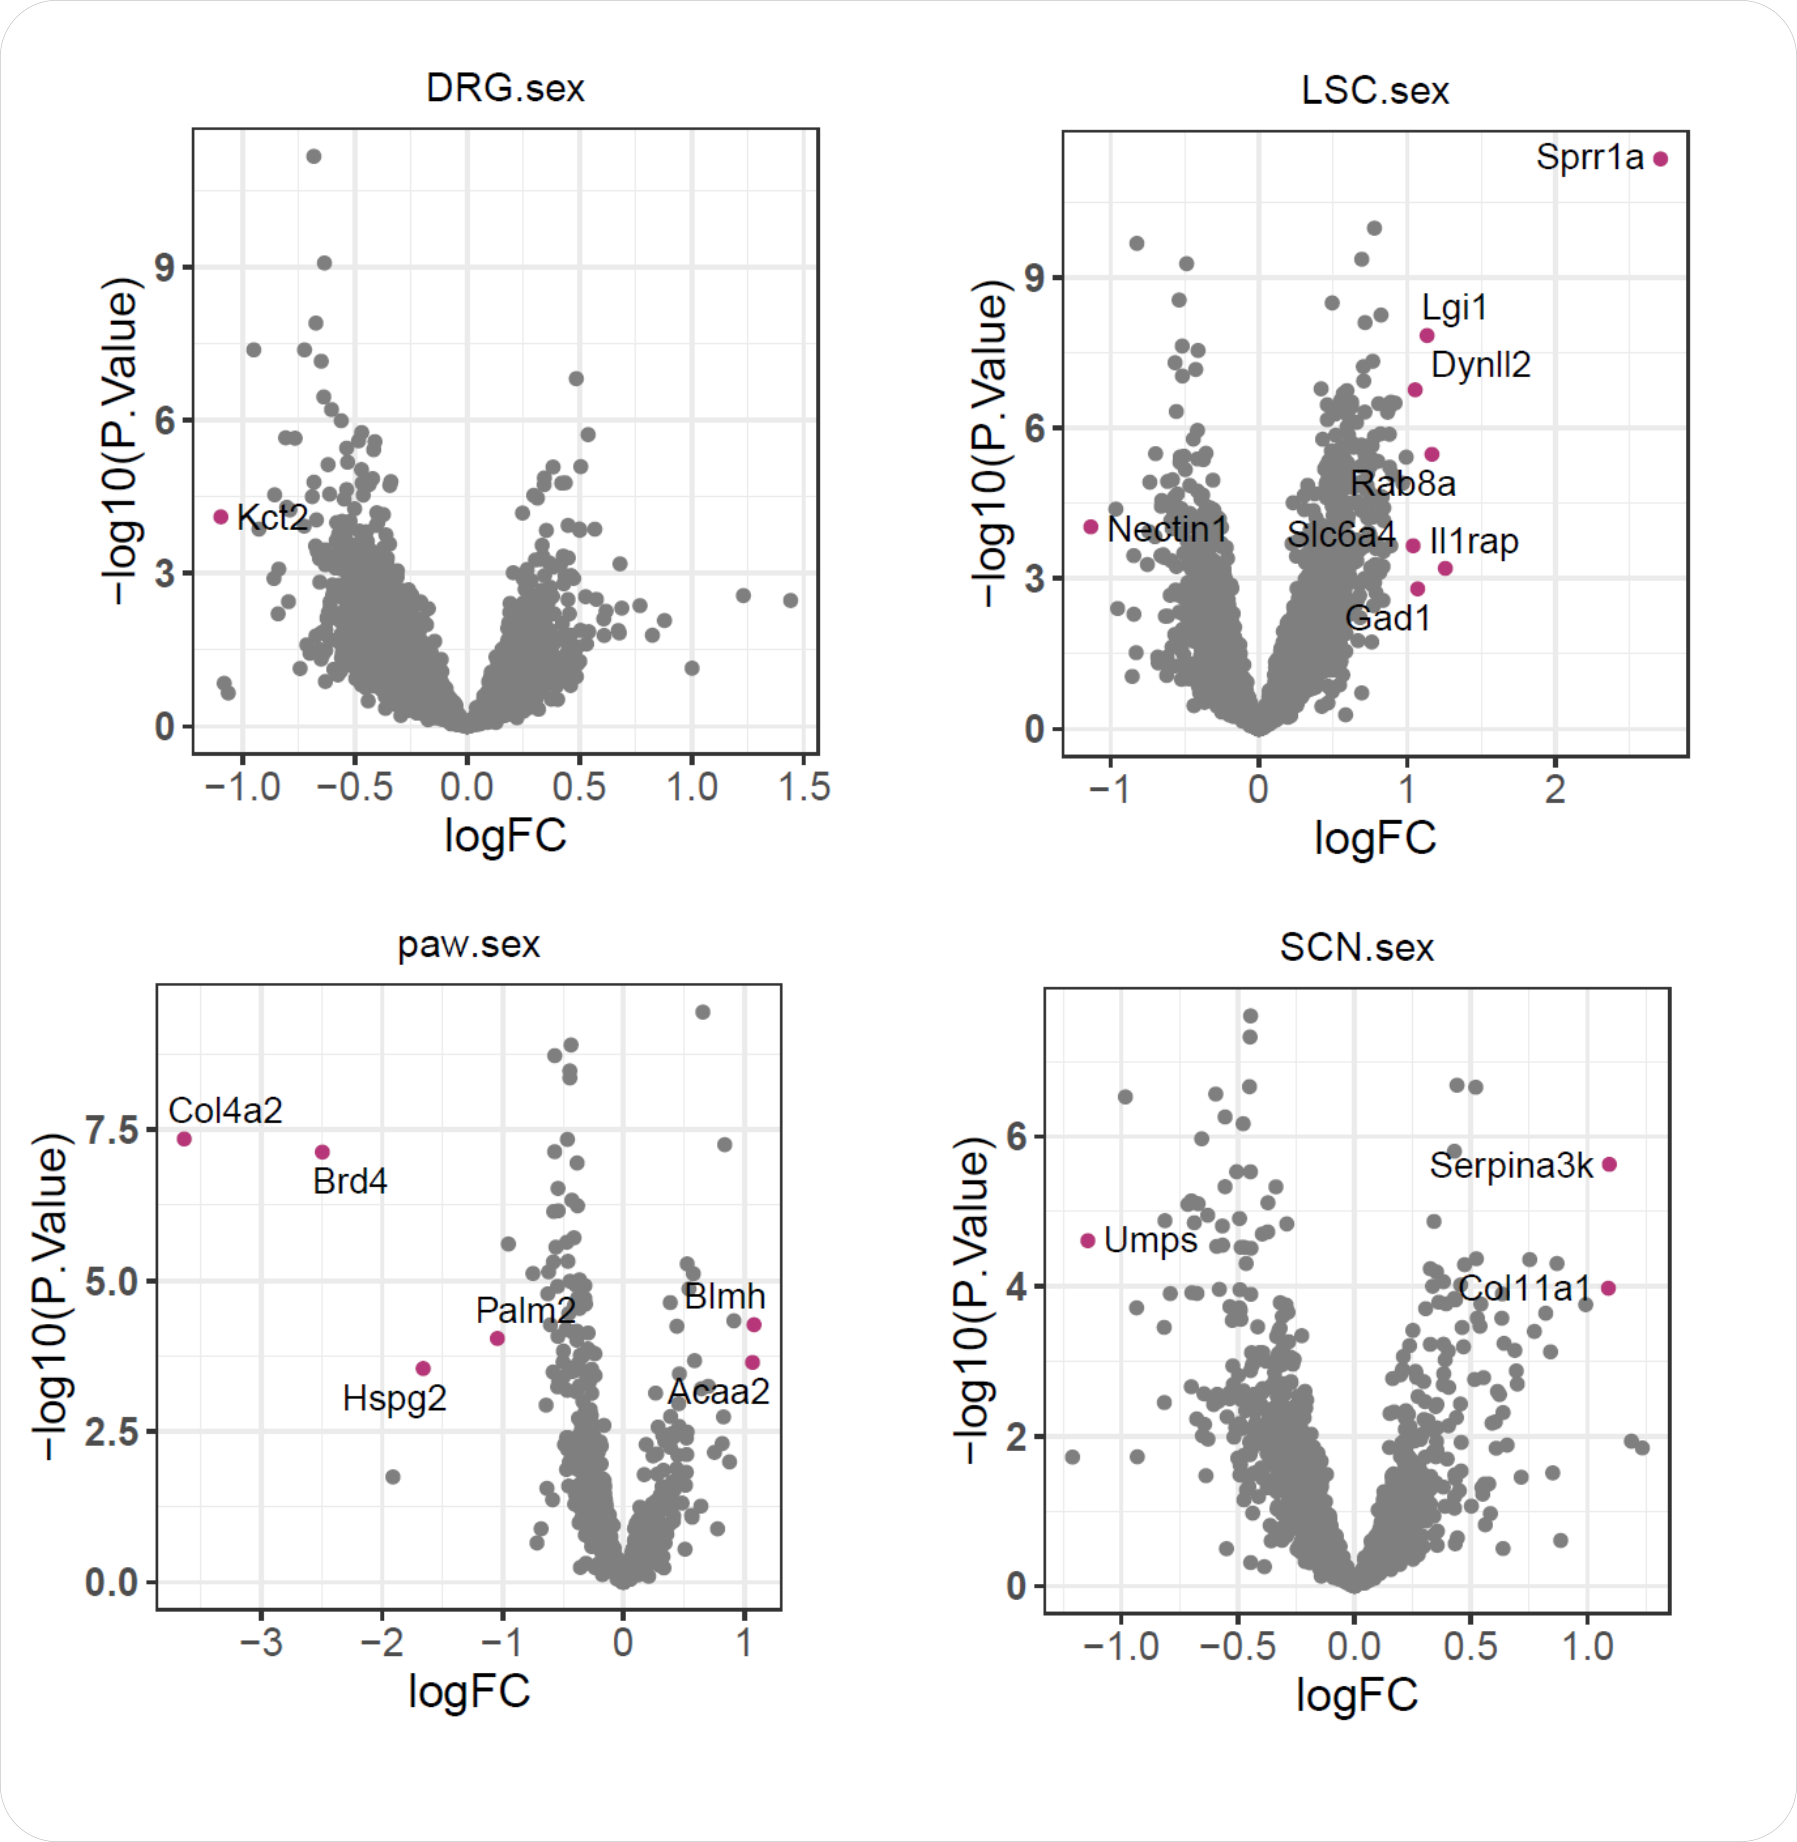 DRG.sex
−log10(P.Value)
9
6
3
0
Kct2
−1.0 −0.5 0.0 0.5 1.0 1.5
logFC
LSC.sex
−log10(P.Value)
9
6
3
0
Sprr1a
Lgi1
Dynll2
Rab8a
Nectin1
Slc6a4
Il1rap
Gad1
−1 0 1 2
logFC
paw.sex
−log10(P.Value)
7.5
5.0
2.5
0.0
Col4a2
Brd4
Palm2
Blmh
Hspg2
Acaa2
−3 −2 −1 0 1
logFC
SCN.sex
−log10(P.Value)
6
4
2
0
Serpina3k
Umps
Col11a1
−1.0 −0.5 0.0 0.5 1.0
logFC